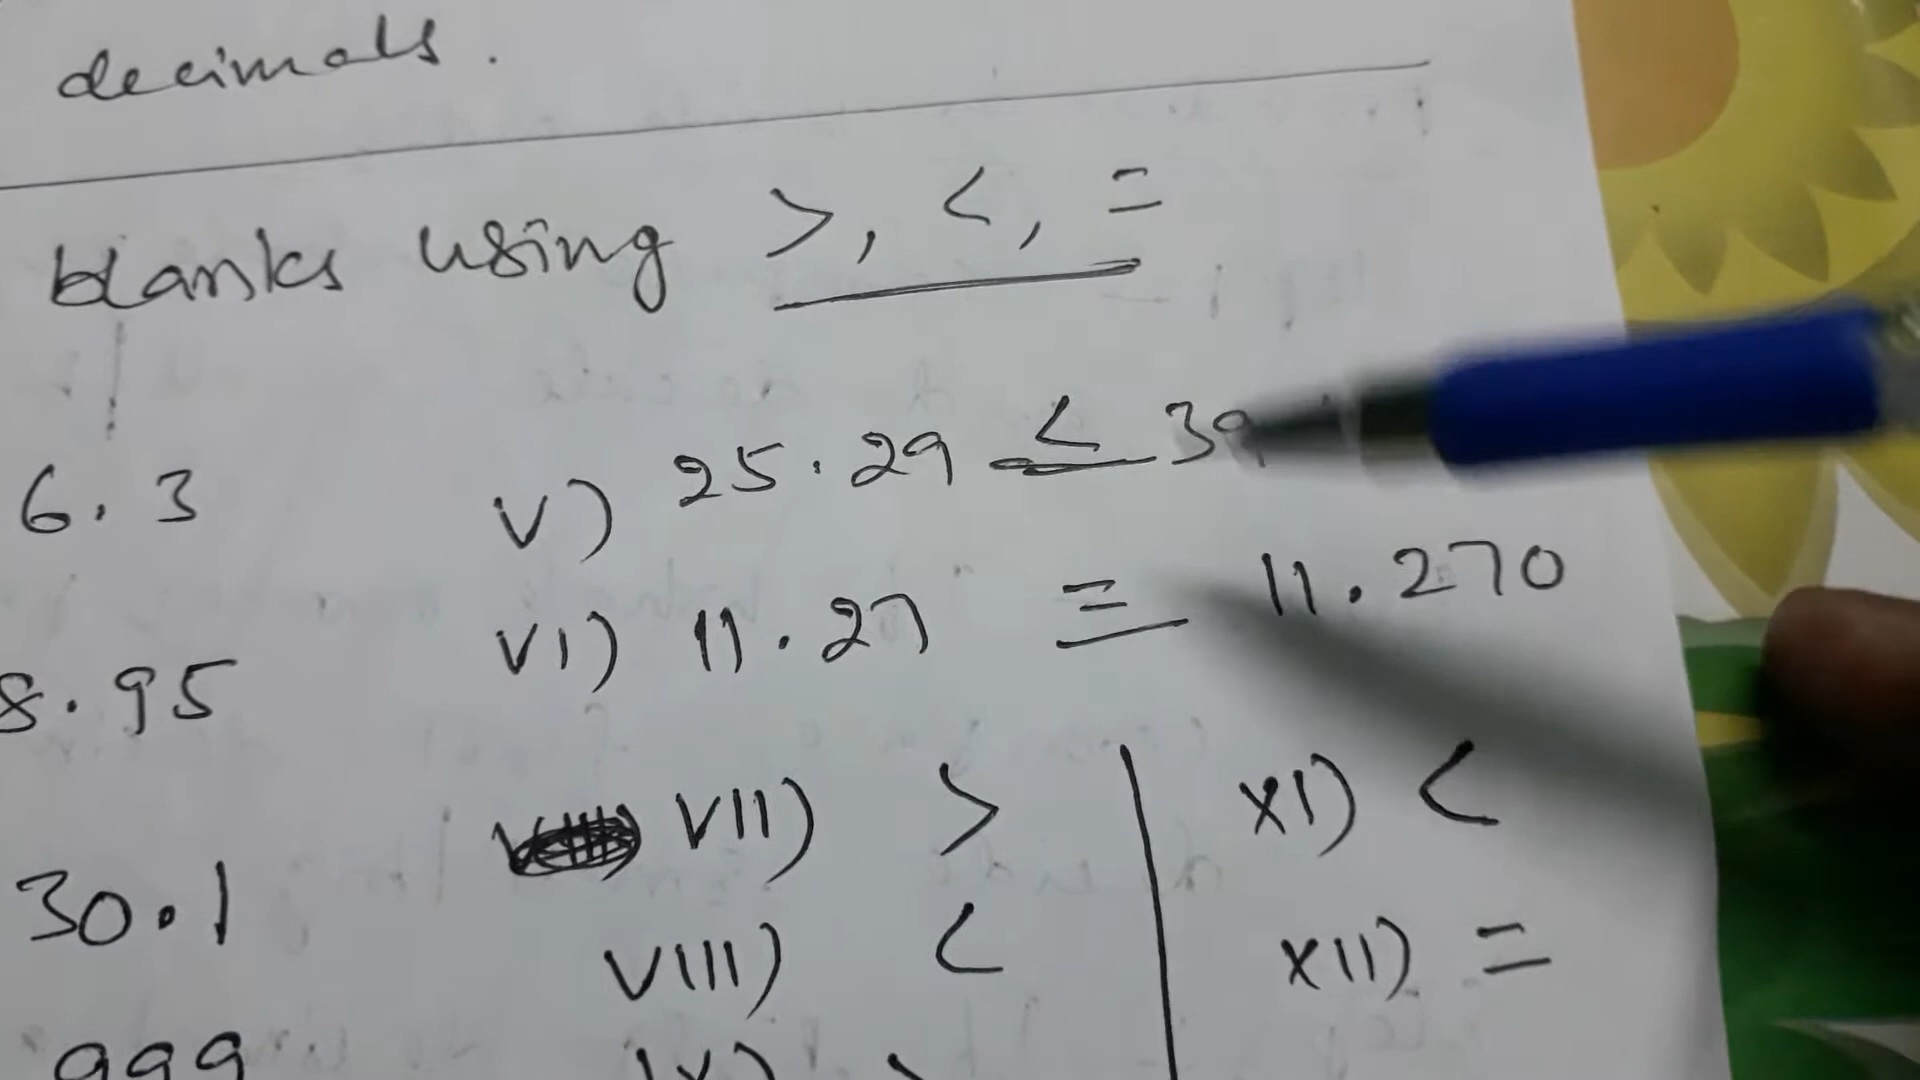 decimals.
blanks using >, <, =
6.3
v) 25.29 < 39
vi) 11.27 = 11.270
8.95
vii) >
xi) <
30.1
viii) <
xii) =
999